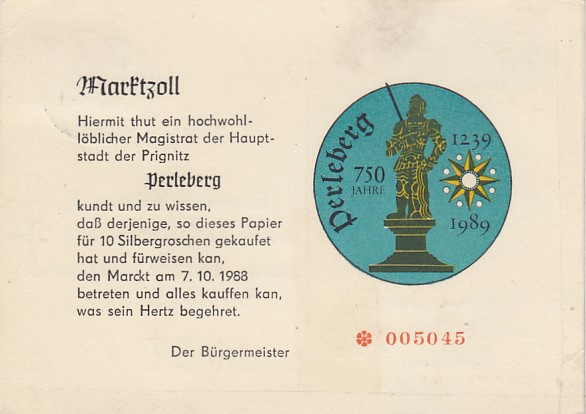 Marktzoll
Hiermit thut ein hochwohl-
löblicher Magistrat der Haupt-
stadt der Prignitz
Perleberg
kundt und zu wissen,
daß derjenige, so dieses Papier
für 10 Silbergroschen gekaufet
hat und fürweisen kan,
den Marckt am 7. 10. 1988
betreten und alles kauffen kan,
was sein Hertz begehret.
Der Bürgermeister
Perleberg
750
JAHRE
1239
1989
005045